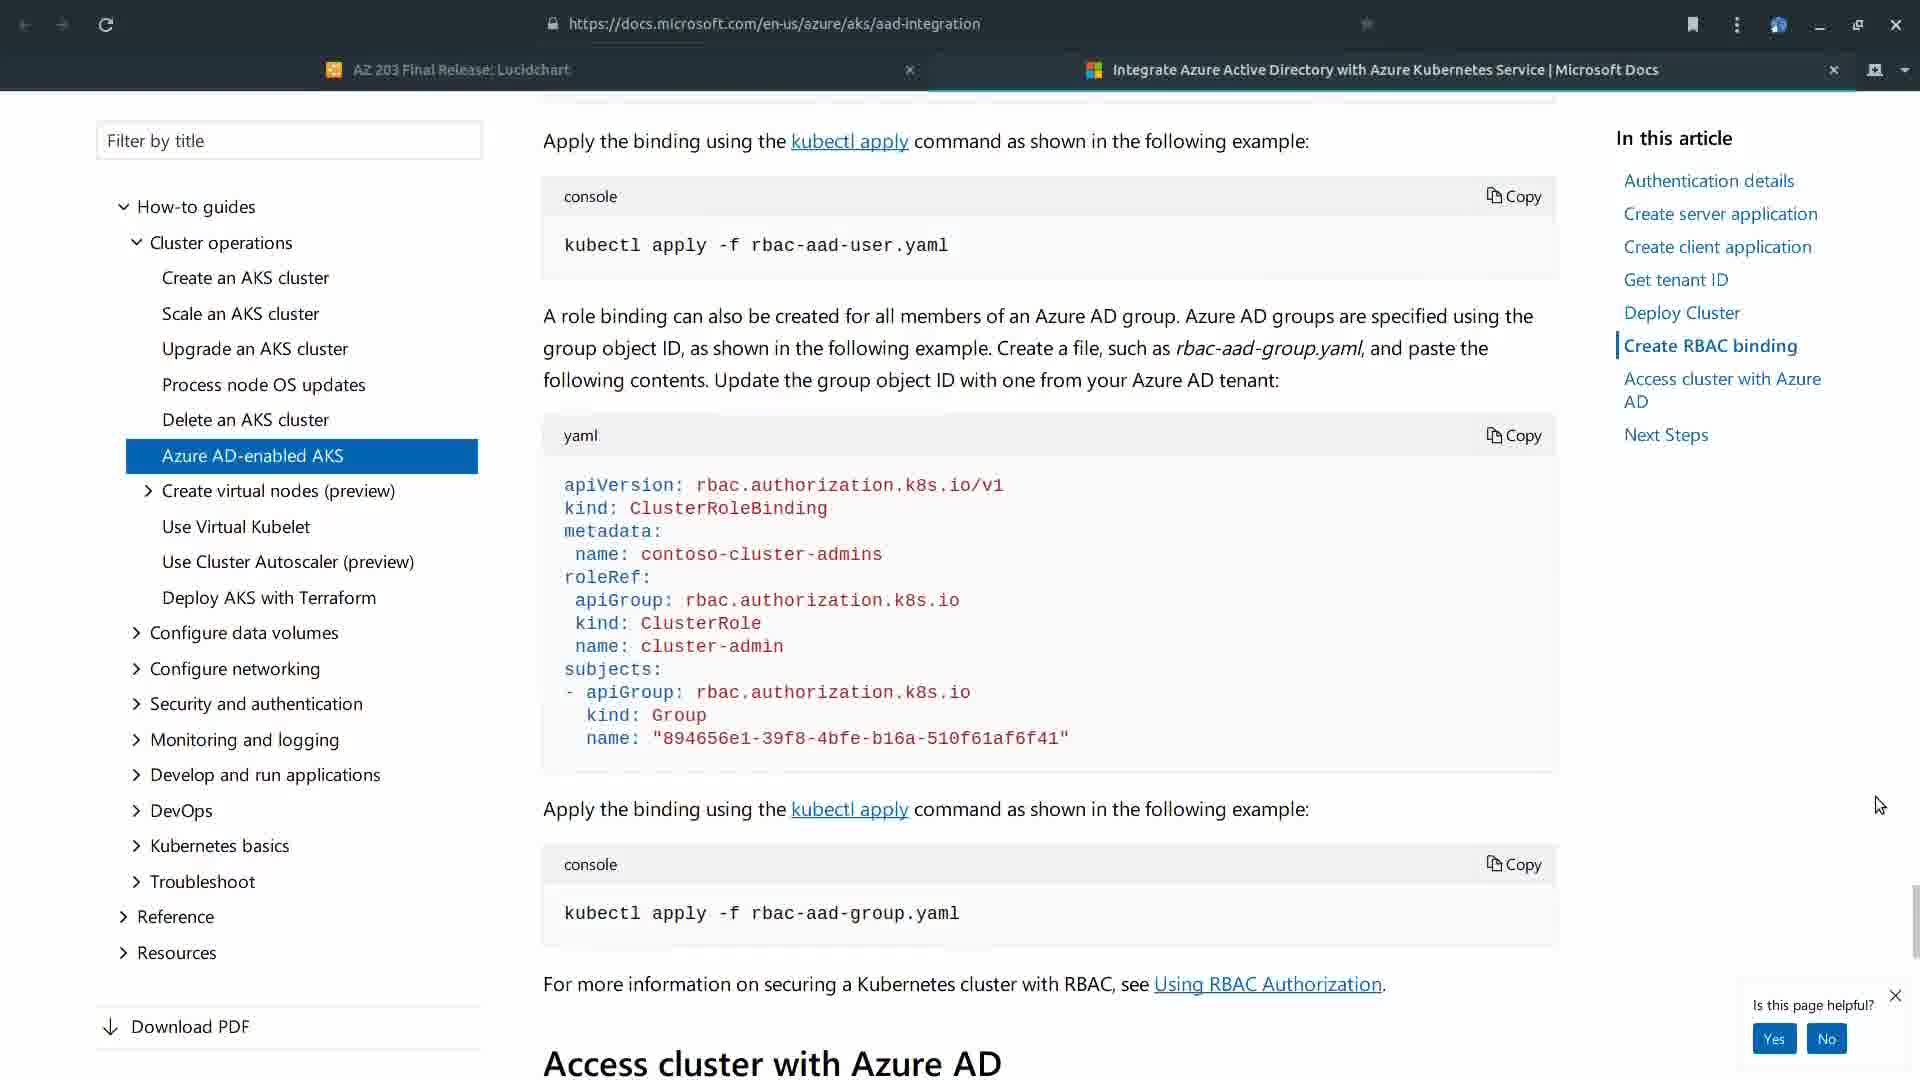 https://docs.microsoft.com/en-us/azure/aks/aad-integration
AZ 203 Final Release: Lucidchart
Integrate Azure Active Directory with Azure Kubernetes Service | Microsoft Docs
Filter by title
How-to guides
Cluster operations
Create an AKS cluster
Scale an AKS cluster
Upgrade an AKS cluster
Process node OS updates
Delete an AKS cluster
Azure AD-enabled AKS
Create virtual nodes (preview)
Use Virtual Kubelet
Use Cluster Autoscaler (preview)
Deploy AKS with Terraform
Configure data volumes
Configure networking
Security and authentication
Monitoring and logging
Develop and run applications
DevOps
Kubernetes basics
Troubleshoot
Reference
Resources
Download PDF
Apply the binding using the kubectl apply command as shown in the following example:
console
Copy
kubectl apply -f rbac-aad-user.yaml
A role binding can also be created for all members of an Azure AD group. Azure AD groups are specified using the
group object ID, as shown in the following example. Create a file, such as rbac-aad-group.yaml, and paste the
following contents. Update the group object ID with one from your Azure AD tenant:
yaml
Copy
apiVersion: rbac.authorization.k8s.io/v1
kind: ClusterRoleBinding
metadata:
 name: contoso-cluster-admins
roleRef:
 apiGroup: rbac.authorization.k8s.io
 kind: ClusterRole
 name: cluster-admin
subjects:
- apiGroup: rbac.authorization.k8s.io
  kind: Group
  name: "894656e1-39f8-4bfe-b16a-510f61af6f41"
Apply the binding using the kubectl apply command as shown in the following example:
console
Copy
kubectl apply -f rbac-aad-group.yaml
For more information on securing a Kubernetes cluster with RBAC, see Using RBAC Authorization.
Access cluster with Azure AD
In this article
Authentication details
Create server application
Create client application
Get tenant ID
Deploy Cluster
Create RBAC binding
Access cluster with Azure
AD
Next Steps
Is this page helpful?
Yes
No